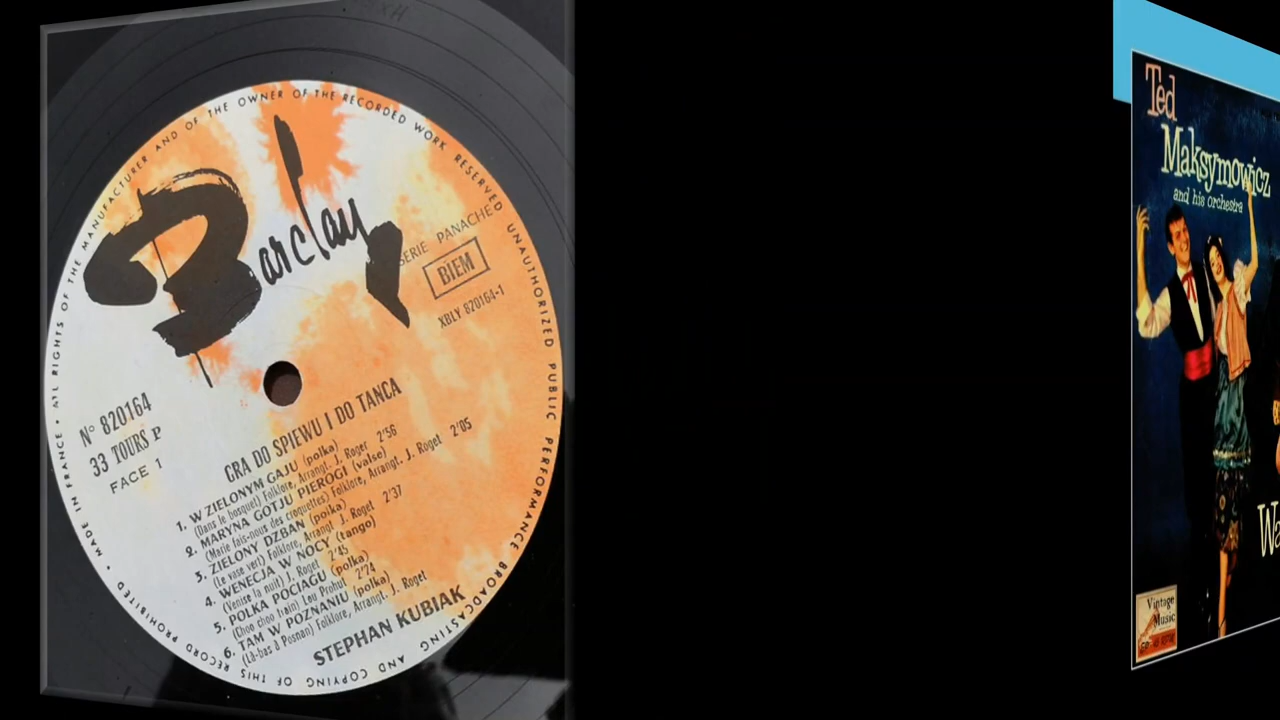 ALL RIGHTS OF THE MANUFACTURER AND OF THE OWNER OF THE RECORDED WORK RESERVED UNAUTHORIZED PUBLIC PERFORMANCE BROADCASTING AND COPYING OF THIS RECORD PROHIBITED • MADE IN FRANCE •
Barclay
SERIE PANACHE
BIEM
XBLY 820164-1
N° 820164
33 TOURS P
FACE 1
GRA DO SPIEWU I DO TANCA
1. W ZIELONYM GAJU (polka)
(Dans le bosquet) Folklore, Arrangt. J. Roger 2'56
2. MARYNA GOTJU PIEROGI (valse)
(Marie fais-nous des croquettes) Folklore, Arrangt. J. Roget 2'05
3. ZIELONY DZBAN (polka)
(Le vase vert) Folklore, Arrangt J. Roget 2'37
4. WENECJA W NOCY (tango)
(Venise la nuit) J. Roget 2'45
5. POLKA POCIAGU (polka)
(Choo choo train) Lou Prohut 2'24
6. TAM W POZNANIU (polka)
(Là-bas à Posnan) Folklore, Arrangt. J. Roget
STEPHAN KUBIAK
Ted
Maksymowicz
and his orchestra
Vintage
Music